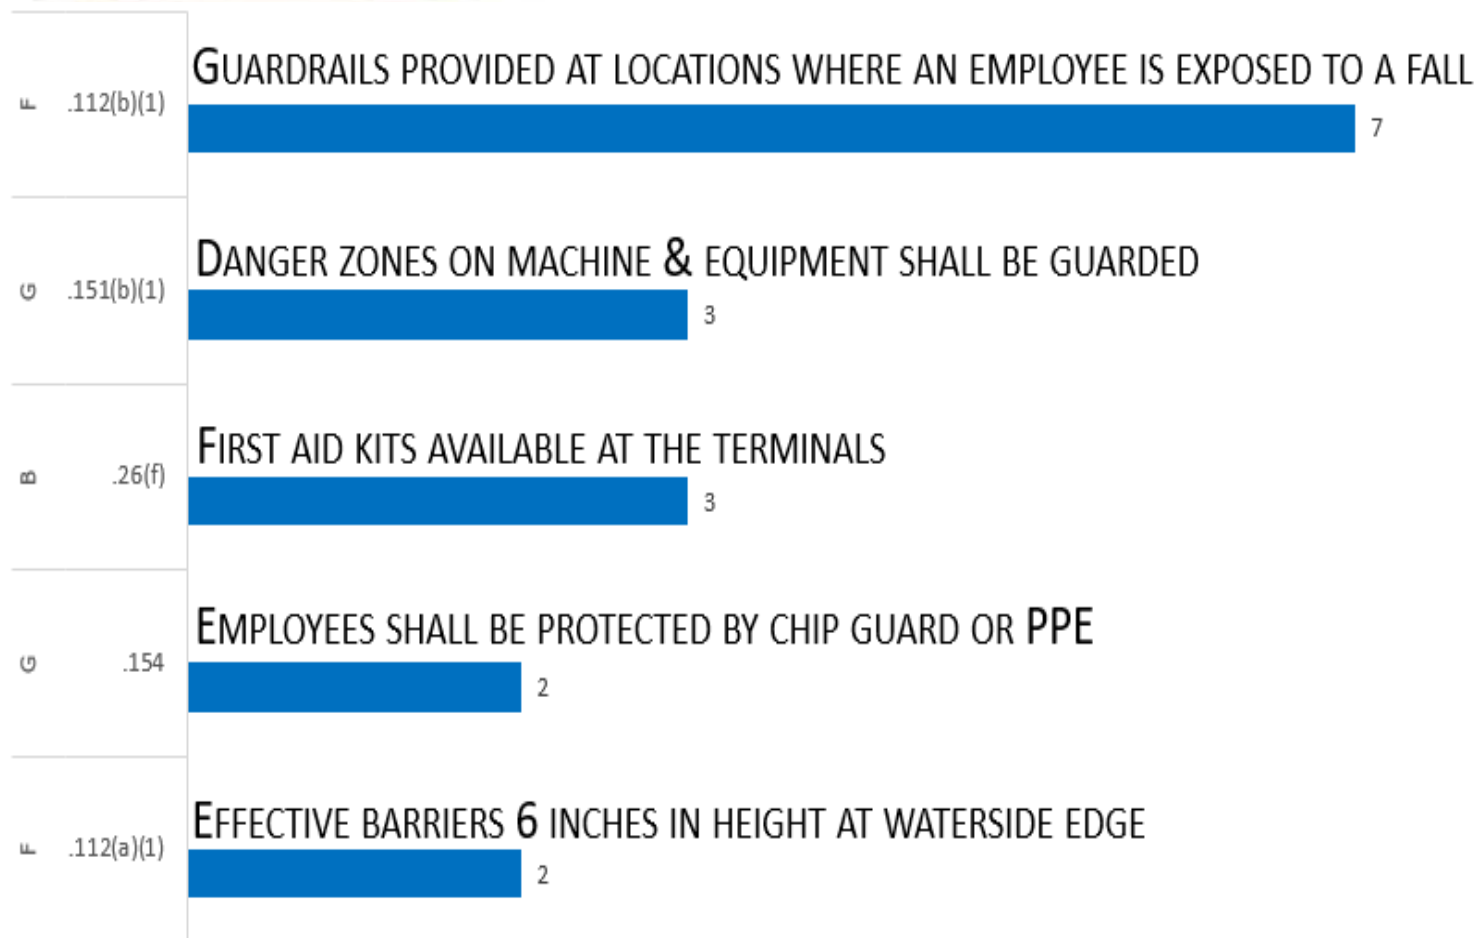 GUARDRAILS PROVIDED AT LOCATIONS WHERE AN EMPLOYEE IS EXPOSED TO A FALL
F .112(b)(1) 7
DANGER ZONES ON MACHINE & EQUIPMENT SHALL BE GUARDED
G .151(b)(1) 3
FIRST AID KITS AVAILABLE AT THE TERMINALS
B .26(f) 3
EMPLOYEES SHALL BE PROTECTED BY CHIP GUARD OR PPE
G .154 2
EFFECTIVE BARRIERS 6 INCHES IN HEIGHT AT WATERSIDE EDGE
F .112(a)(1) 2